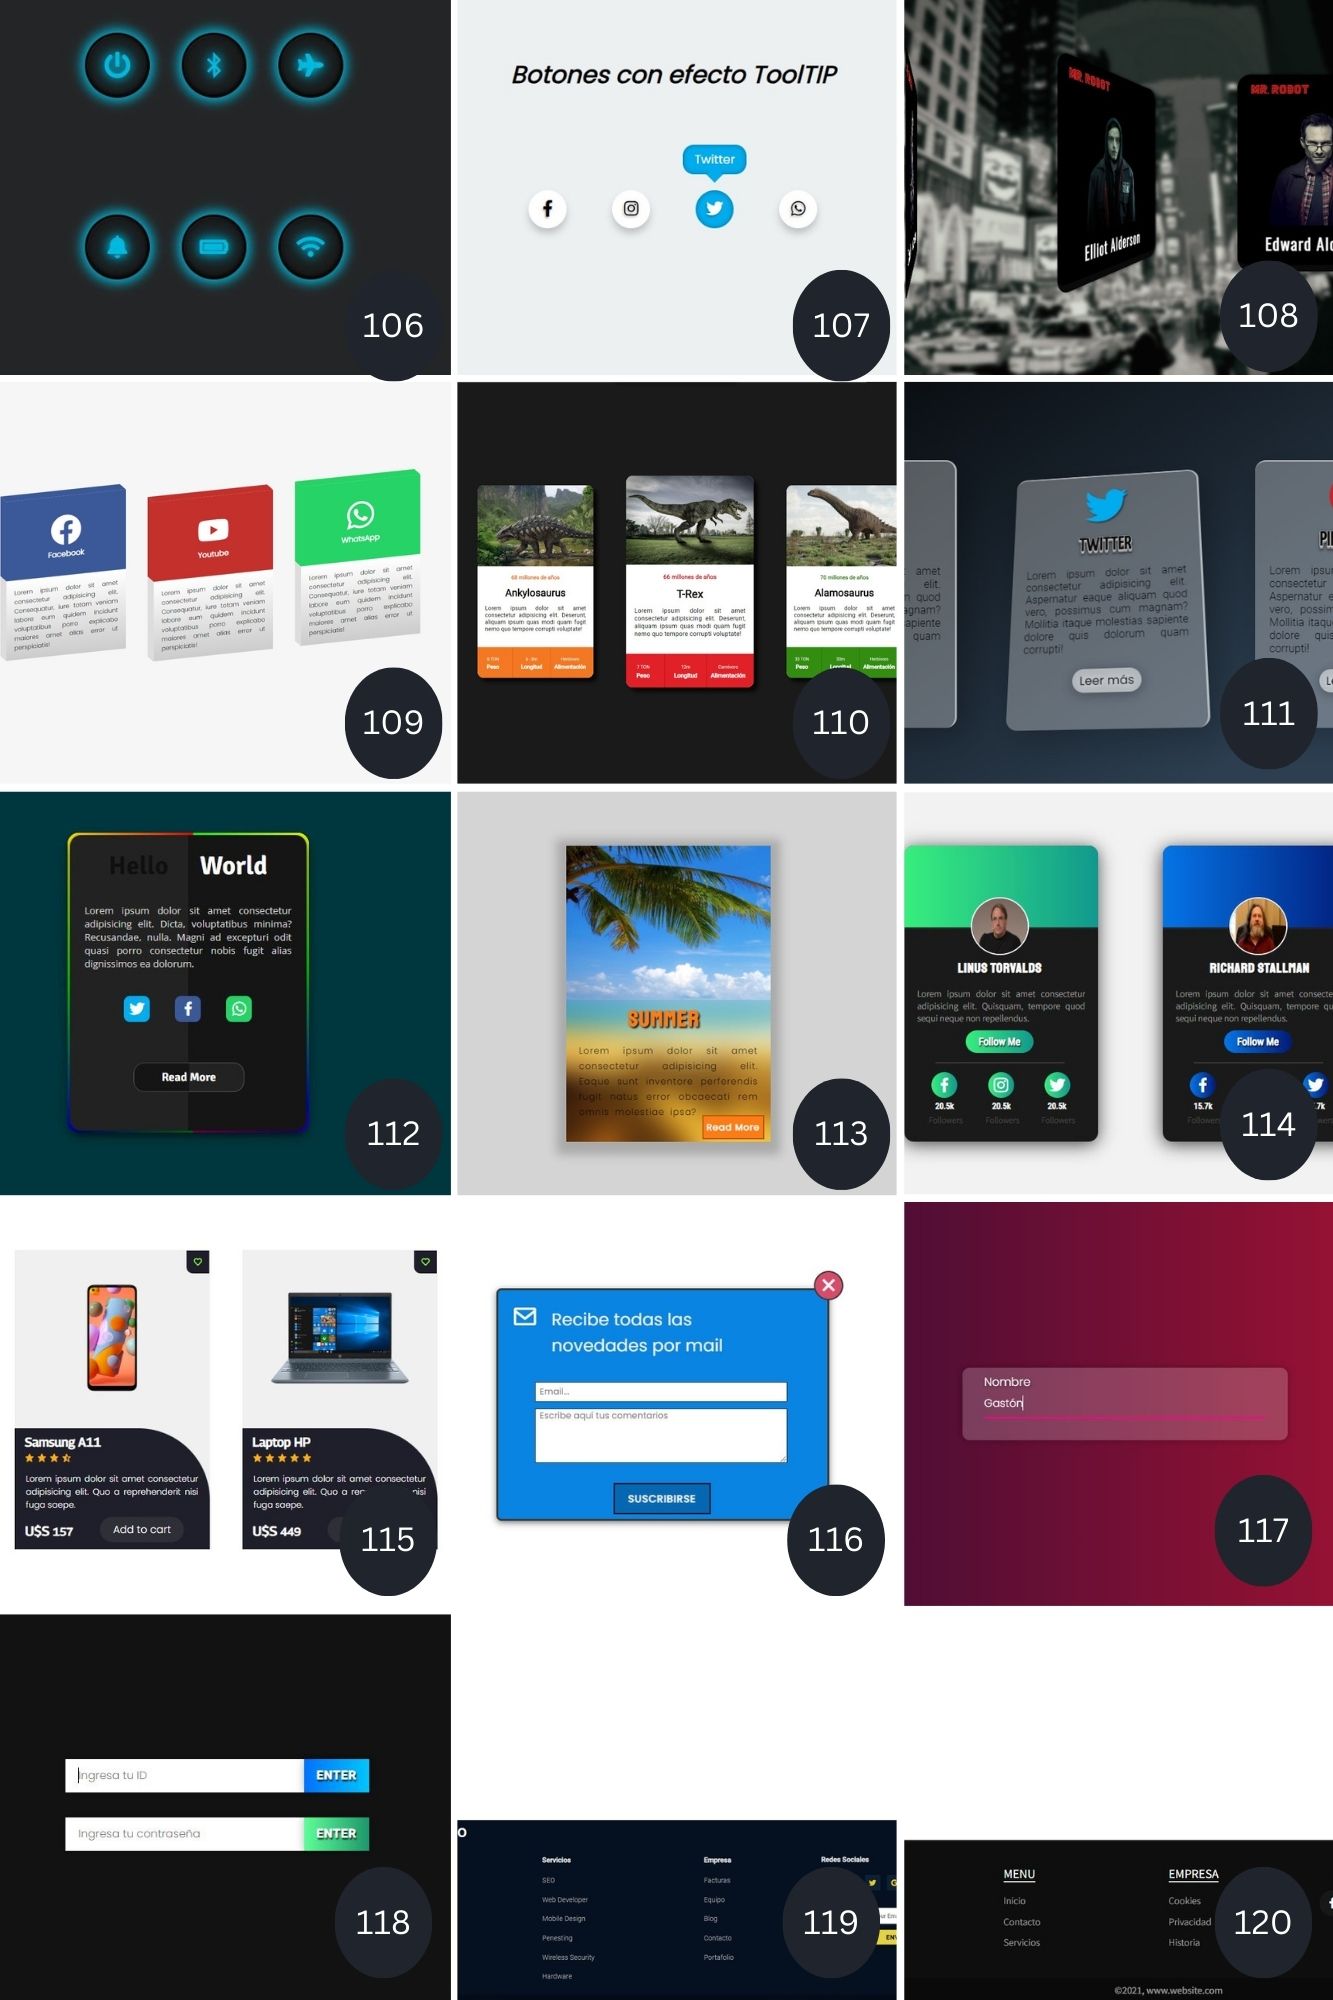 106
Botones con efecto ToolTIP
Twitter
107
MR. ROBOT
Elliot Alderson
MR. ROBOT
Edward Al
108
Facebook
Lorem ipsum dolor sit amet
consectetur adipisicing elit.
Consequatur, iure totam veniam
labore eum quidem incidunt
voluptatibus porro explicabo
maiores amet alias error ut
perspiciatis!
Youtube
Lorem ipsum dolor sit amet
consectetur adipisicing elit.
Consequatur, iure totam veniam
labore eum quidem incidunt
voluptatibus porro explicabo
maiores amet alias error ut
perspiciatis!
WhatsApp
Lorem ipsum dolor sit amet
consectetur adipisicing elit.
Consequatur, iure totam veniam
labore eum quidem incidunt
voluptatibus porro explicabo
maiores amet alias error ut
perspiciatis!
109
68 millones de años
Ankylosaurus
Lorem ipsum dolor sit amet
consectetur adipisicing elit. Deserunt,
aliquam ipsum quas modi quam fugit
nemo quo tempore corrupti voluptate!
Peso Longitud Alimentación
66 millones de años
T-Rex
Lorem ipsum dolor sit amet
consectetur adipisicing elit. Deserunt,
aliquam ipsum quas modi quam fugit
nemo quo tempore corrupti voluptate!
7 TON 12m Carnívoro
Peso Longitud Alimentación
70 millones de años
Alamosaurus
Lorem ipsum dolor sit amet
consectetur adipisicing elit. Deserunt,
aliquam ipsum quas modi quam fugit
nemo quo tempore corrupti voluptate!
30m Herbívoro
Peso Longitud Alimentación
110
amet
elit.
quod
agnam?
apiente
quam
TWITTER
Lorem ipsum dolor sit amet
consectetur adipisicing elit.
Aspernatur eaque aliquam quod
vero, possimus cum magnam?
Mollitia itaque molestias sapiente
dolore quis dolorum quam
corrupti!
Leer más
PI
Lorem ipsu
consectetur
Aspernatur e
vero, possim
Mollitia itaqu
dolore quis
corrupti!
Le
111
Hello World
Lorem ipsum dolor sit amet consectetur
adipisicing elit. Dicta, voluptatibus minima?
Recusandae, nulla. Magni ad excepturi odit
quasi porro consectetur nobis fugit alias
dignissimos ea dolorum.
Read More
112
SUMMER
Lorem ipsum dolor sit amet
consectetur adipisicing elit.
Eaque sunt inventore perferendis
fugit natus error obcaecati rem
omnis molestiae ipsa?
Read More
113
LINUS TORVALDS
Lorem ipsum dolor sit amet consectetur
adipisicing elit. Quisquam, tempore quod
sequi neque non repellendus.
Follow Me
20.5k 20.5k 20.5k
Followers Followers Followers
RICHARD STALLMAN
Lorem ipsum dolor sit amet consecte
adipisicing elit. Quisquam, tempore qu
sequi neque non repellendus.
Follow Me
15.7k 7k
Followers
114
Samsung A11
Lorem ipsum dolor sit amet consectetur
adipisicing elit. Quo a reprehenderit nisi
fuga saepe.
U$S 157 Add to cart
Laptop HP
Lorem ipsum dolor sit amet consectetur
adipisicing elit. Quo a rep nisi
fuga saepe.
U$S 449
115
Recibe todas las
novedades por mail
Email...
Escribe aquí tus comentarios
SUSCRIBIRSE
116
Nombre
Gastón
117
Ingresa tu ID ENTER
Ingresa tu contraseña ENTER
118
O
Servicios
SEO
Web Developer
Mobile Design
Penesting
Wireless Security
Hardware
Empresa
Facturas
Equipo
Blog
Contacto
Portafolio
Redes Sociales
ur Em
ENV
119
MENU
Inicio
Contacto
Servicios
EMPRESA
Cookies
Privacidad
Historia
©2021, www.website.com
120